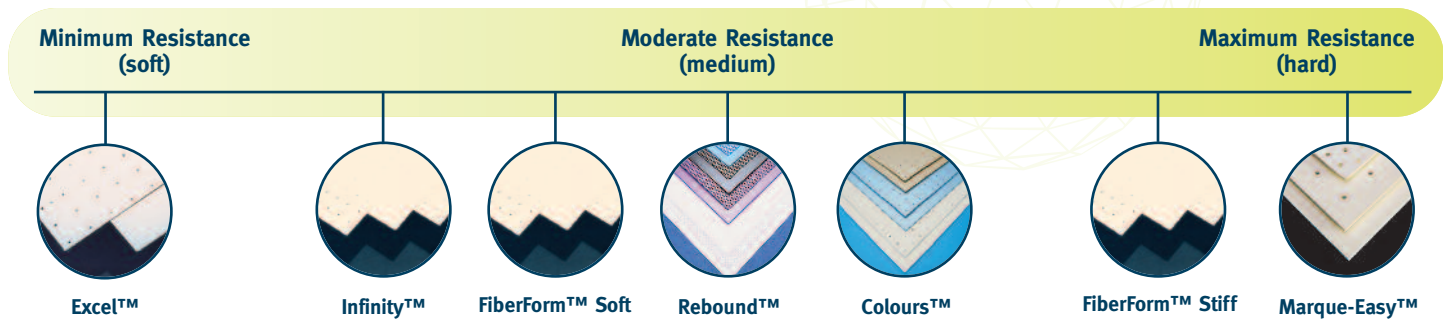 Minimum Resistance
(soft)
Moderate Resistance
(medium)
Maximum Resistance
(hard)
Excel™
Infinity™
FiberForm™ Soft
Rebound™
Colours™
FiberForm™ Stiff
Marque-Easy™